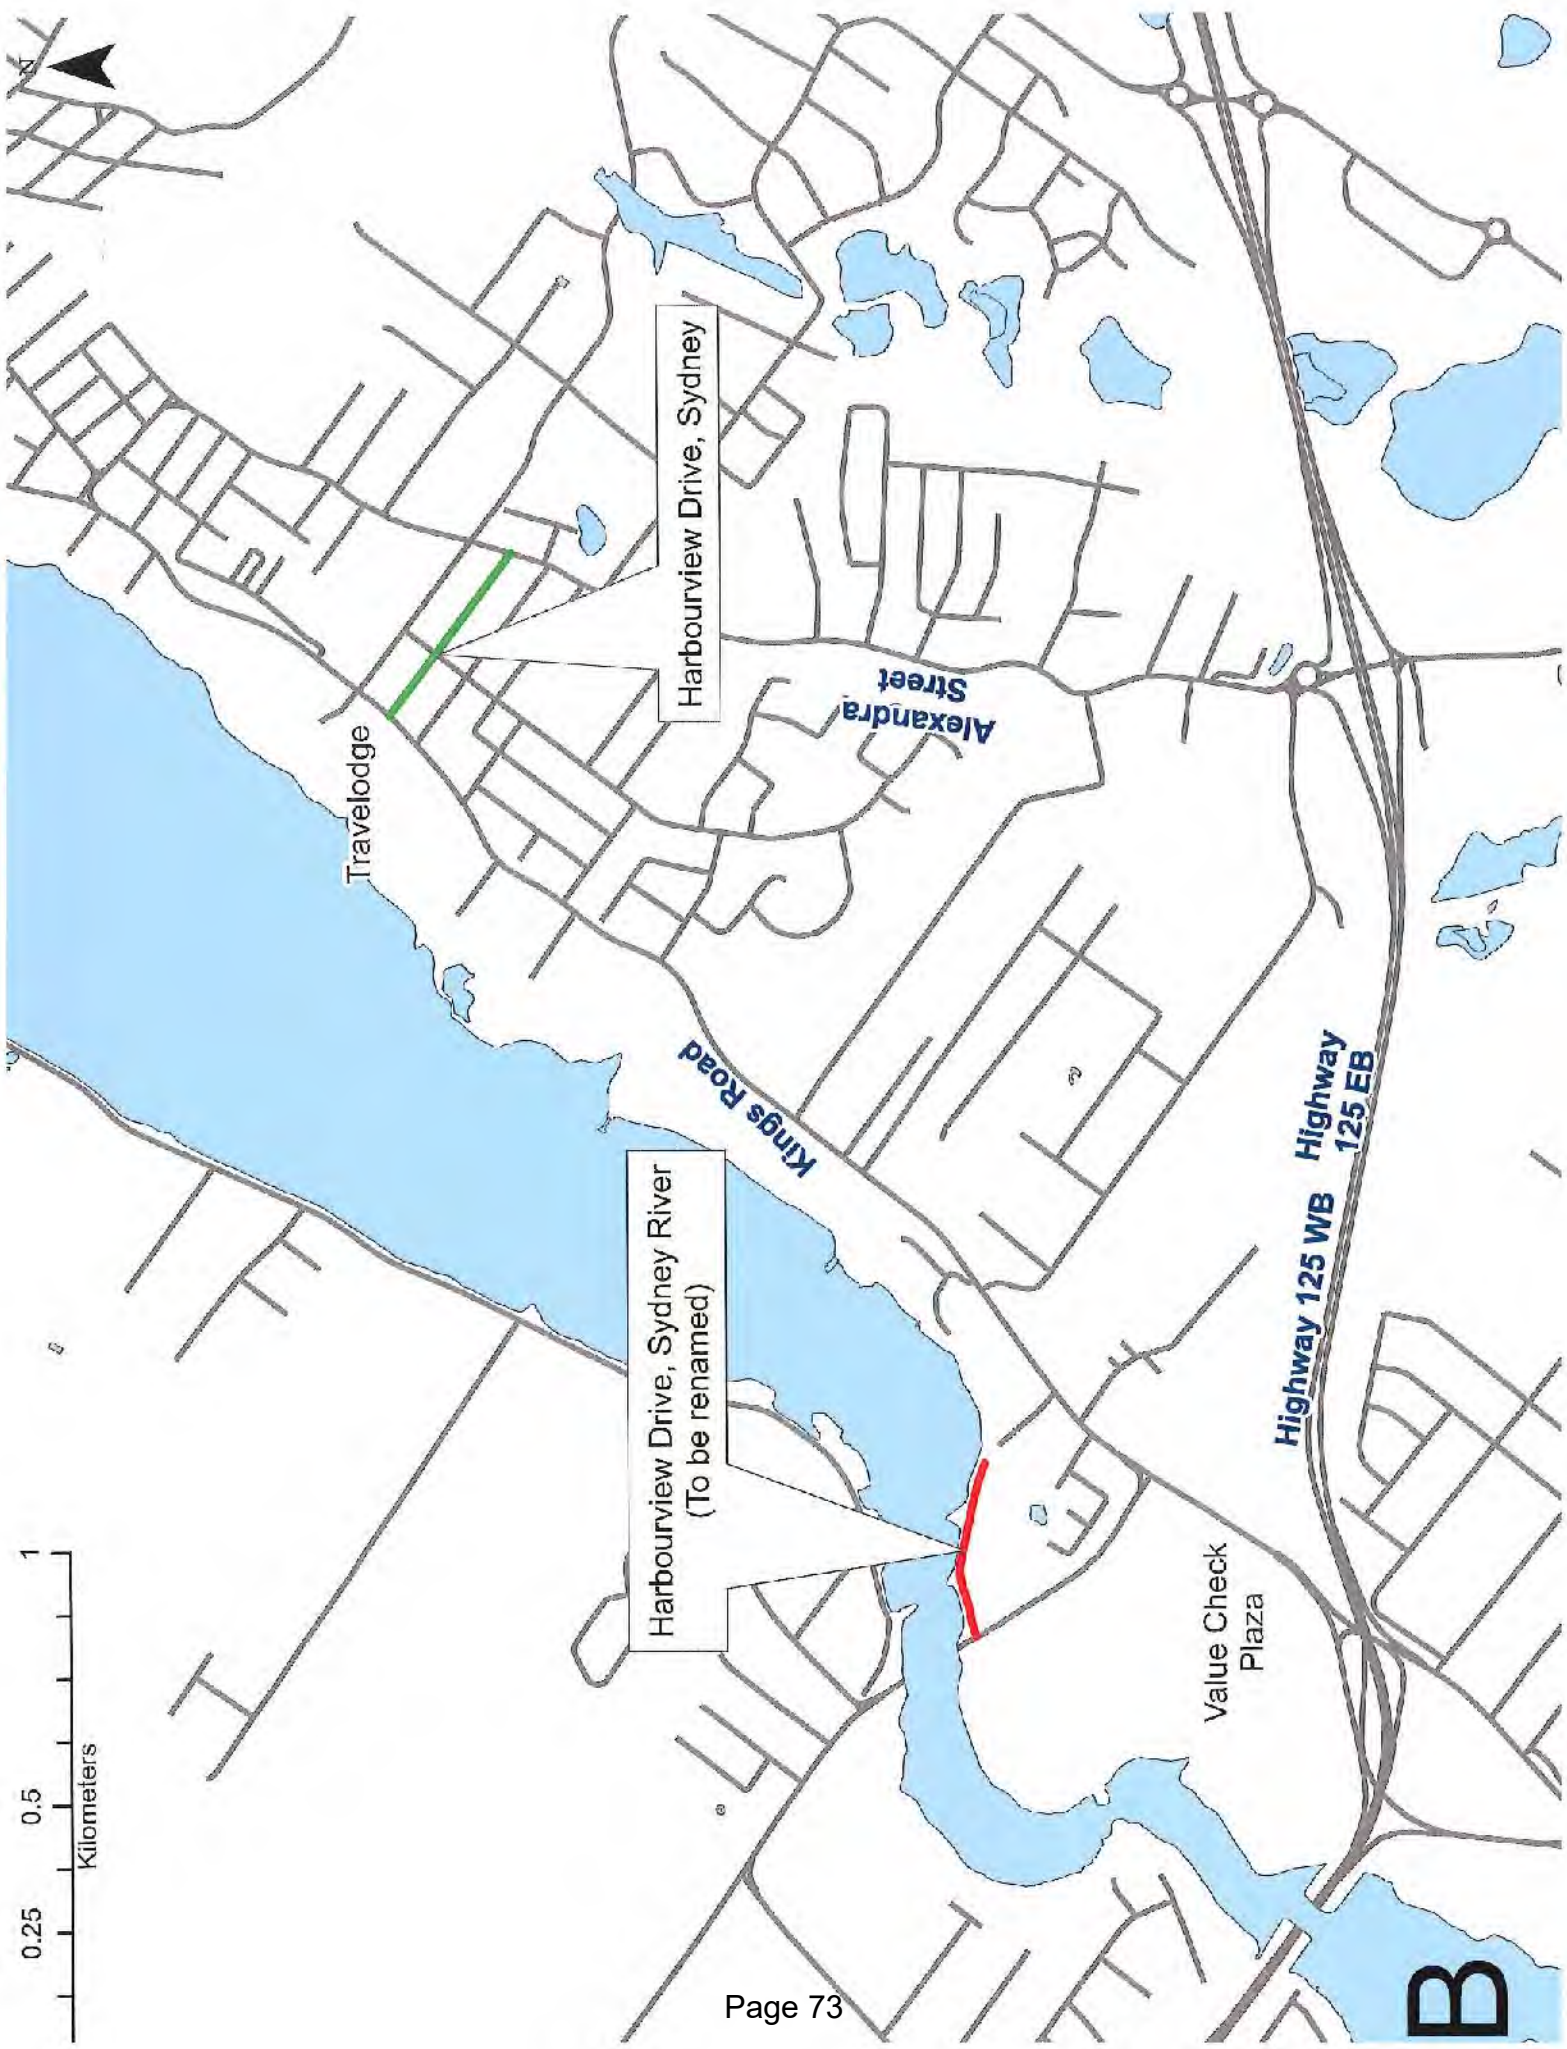 N
0.25
0.5
1
Kilometers
Travelodge
Harbourview Drive, Sydney
Harbourview Drive, Sydney River
(To be renamed)
Kings Road
Alexandra
Street
Value Check
Plaza
Highway 125 WB
Highway
125 EB
B
Page 73